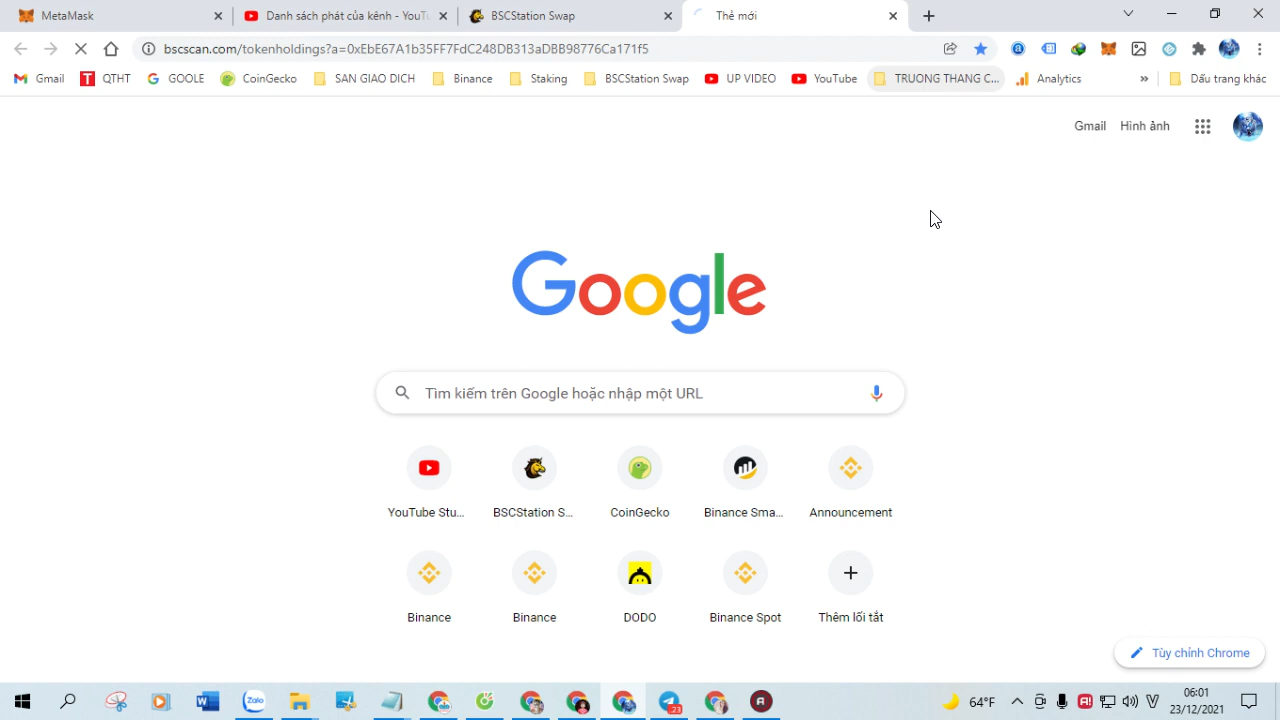 MetaMask
Danh sách phát của kênh - YouTu
BSCStation Swap
Thẻ mới
bscscan.com/tokenholdings?a=0xEbE67A1b35FF7FdC248DB313aDBB98776Ca171f5
Gmail
QTHT
GOOLE
CoinGecko
SAN GIAO DICH
Binance
Staking
BSCStation Swap
UP VIDEO
YouTube
TRUONG THANG C...
Analytics
»
Dấu trang khác
Gmail
Hình ảnh
Google
Tìm kiếm trên Google hoặc nhập một URL
YouTube Stu...
BSCStation S...
CoinGecko
Binance Sma...
Announcement
Binance
Binance
DODO
Binance Spot
Thêm lối tắt
Tùy chỉnh Chrome
Zalo
23
64°F
06:01
23/12/2021